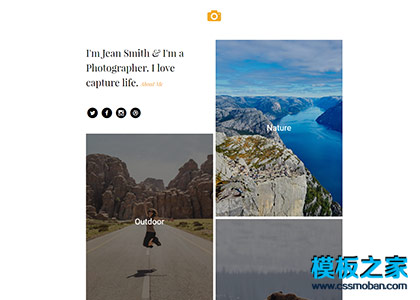 I'm Jean Smith & I'm a
Photographer. I love
capture life. About Me
Nature
Outdoor
模板之家
www.cssmoban.com